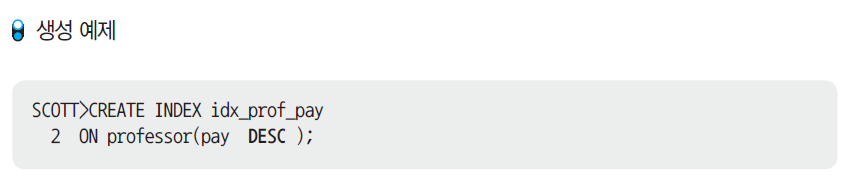 생성 예제
SCOTT>CREATE INDEX idx_prof_pay
2 ON professor(pay DESC );